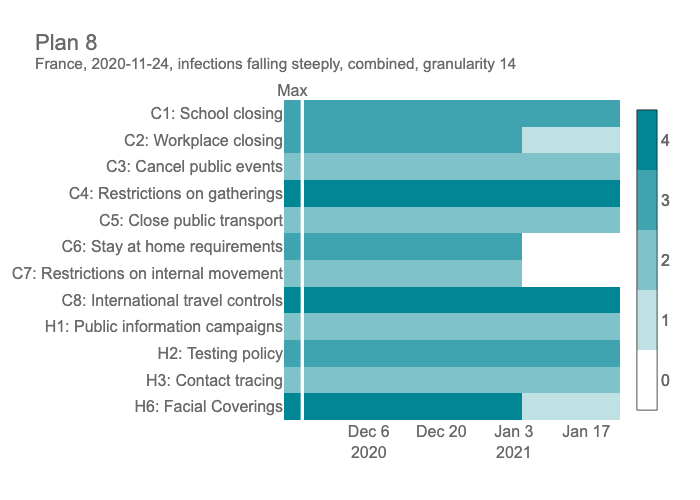 Plan 8
France, 2020-11-24, infections falling steeply, combined, granularity 14
Max
C1: School closing
C2: Workplace closing
C3: Cancel public events
C4: Restrictions on gatherings
C5: Close public transport
C6: Stay at home requirements
C7: Restrictions on internal movement
C8: International travel controls
H1: Public information campaigns
H2: Testing policy
H3: Contact tracing
H6: Facial Coverings
4
3
2
1
0
Dec 6 Dec 20 Jan 3 Jan 17
2020 2021